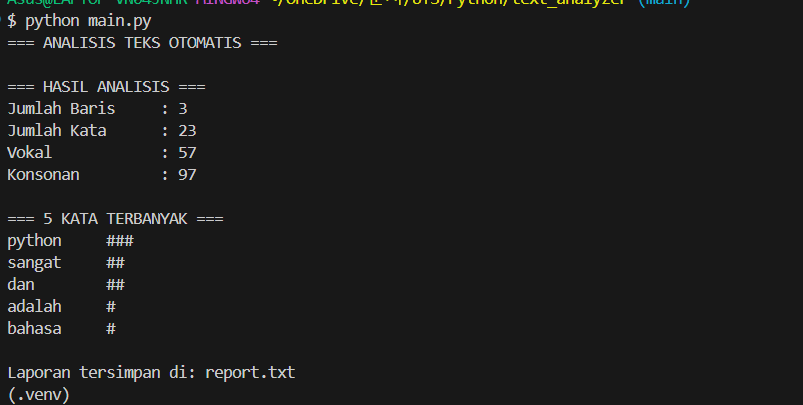 $ python main.py
=== ANALISIS TEKS OTOMATIS ===
=== HASIL ANALISIS ===
Jumlah Baris     : 3
Jumlah Kata      : 23
Vokal            : 57
Konsonan         : 97
=== 5 KATA TERBANYAK ===
python     ###
sangat     ##
dan        ##
adalah     #
bahasa     #
Laporan tersimpan di: report.txt
(.venv)